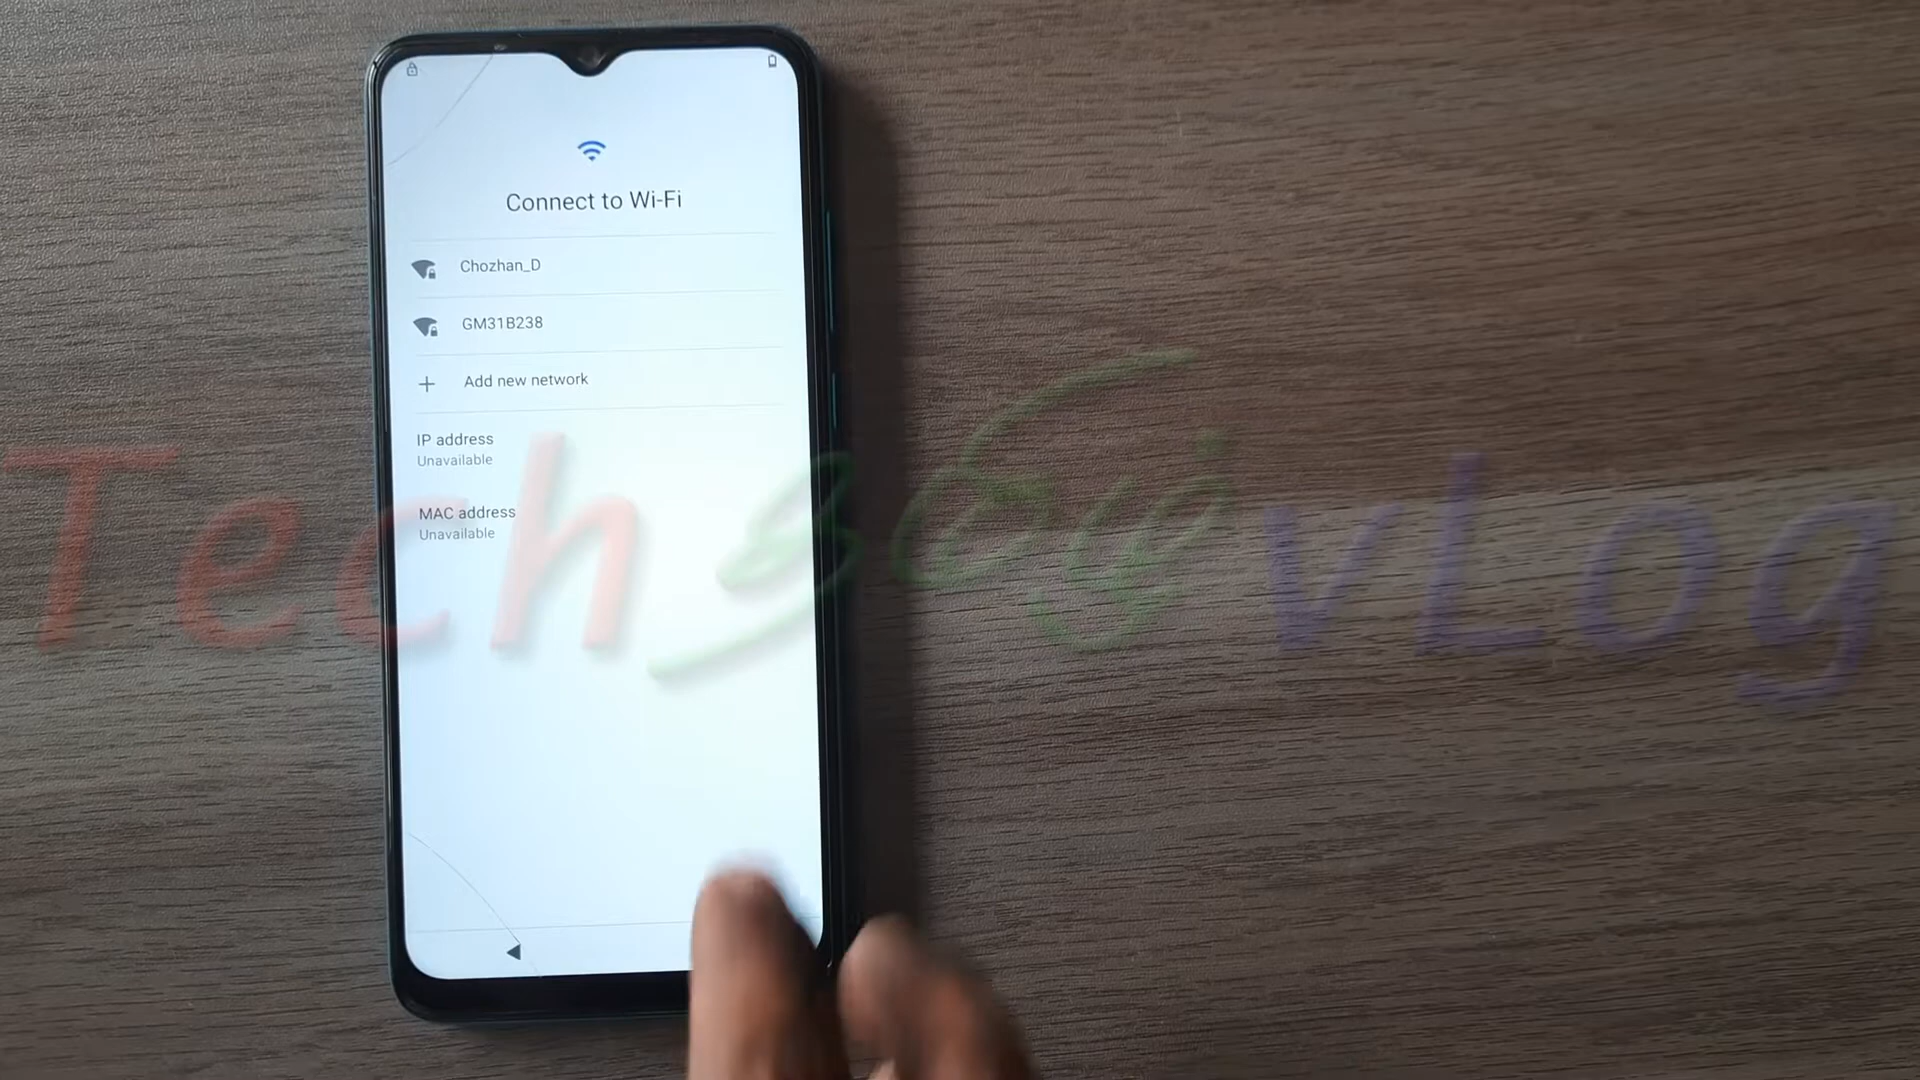 Connect to Wi-Fi
Chozhan_D
GM31B238
Add new network
IP address
Unavailable
MAC address
Unavailable
Tech சோழ vLog